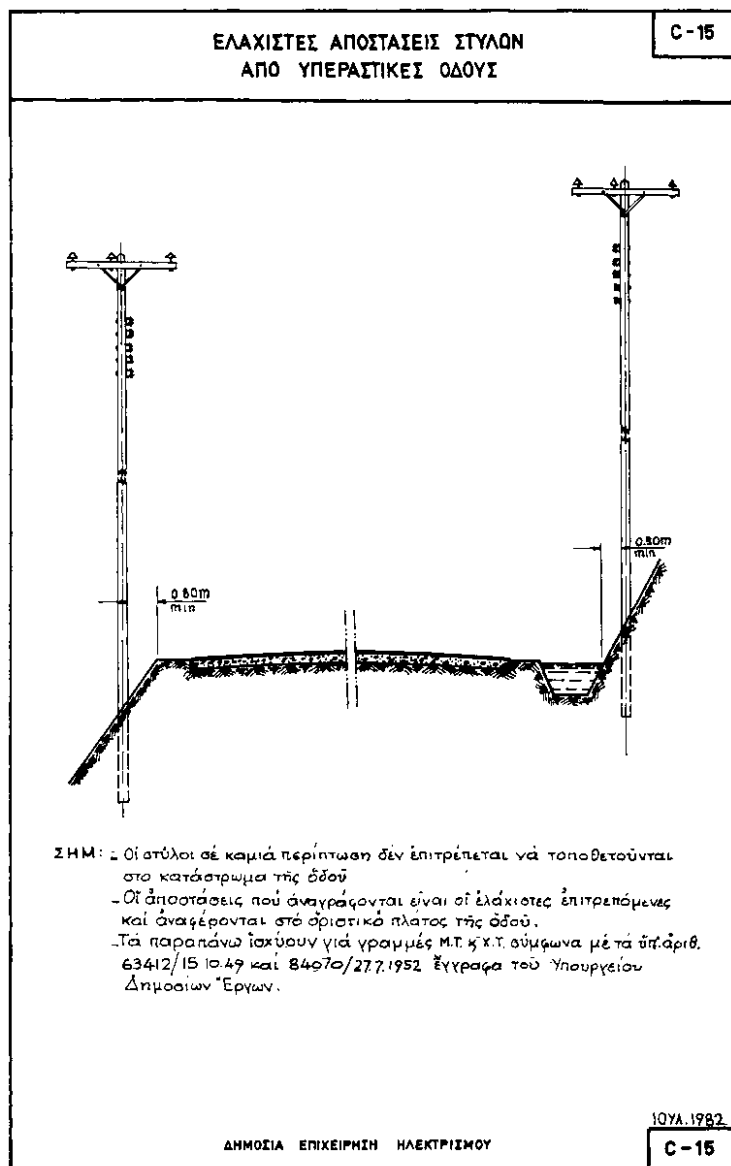 C-15
ΕΛΑΧΙΣΤΕΣ ΑΠΟΣΤΑΣΕΙΣ ΣΤΥΛΩΝ
ΑΠΟ ΥΠΕΡΑΣΤΙΚΕΣ ΟΔΟΥΣ
0.80m
min
0.80m
min
ΣΗΜ: - Οἱ στύλοι σέ καμιά περίπτωση δέν ἐπιτρέπεται νά τοποθετοῦνται
στο κατάστρωμα τῆς ὁδοῦ
- Οἱ ἀποστάσεις πού ἀναγράφονται εἶναι οἱ ἐλάχιστες ἐπιτρεπόμενες
καί ἀναφέρονται στό ὁριστικό πλάτος τῆς ὁδοῦ.
- Τά παραπάνω ἰσχύουν γιά γραμμές Μ.Τ. ϗ Χ.Τ. σύμφωνα μέ τά ὑπ.ἀριθ.
63412/15 10.49 καί 84070/27.7.1952 ἔγγραφα τοῦ Ὑπουργείου
Δημοσίων Ἔργων.
ΙΟΥΛ.1982
ΔΗΜΟΣΙΑ ΕΠΙΧΕΙΡΗΣΗ ΗΛΕΚΤΡΙΣΜΟΥ
C-15